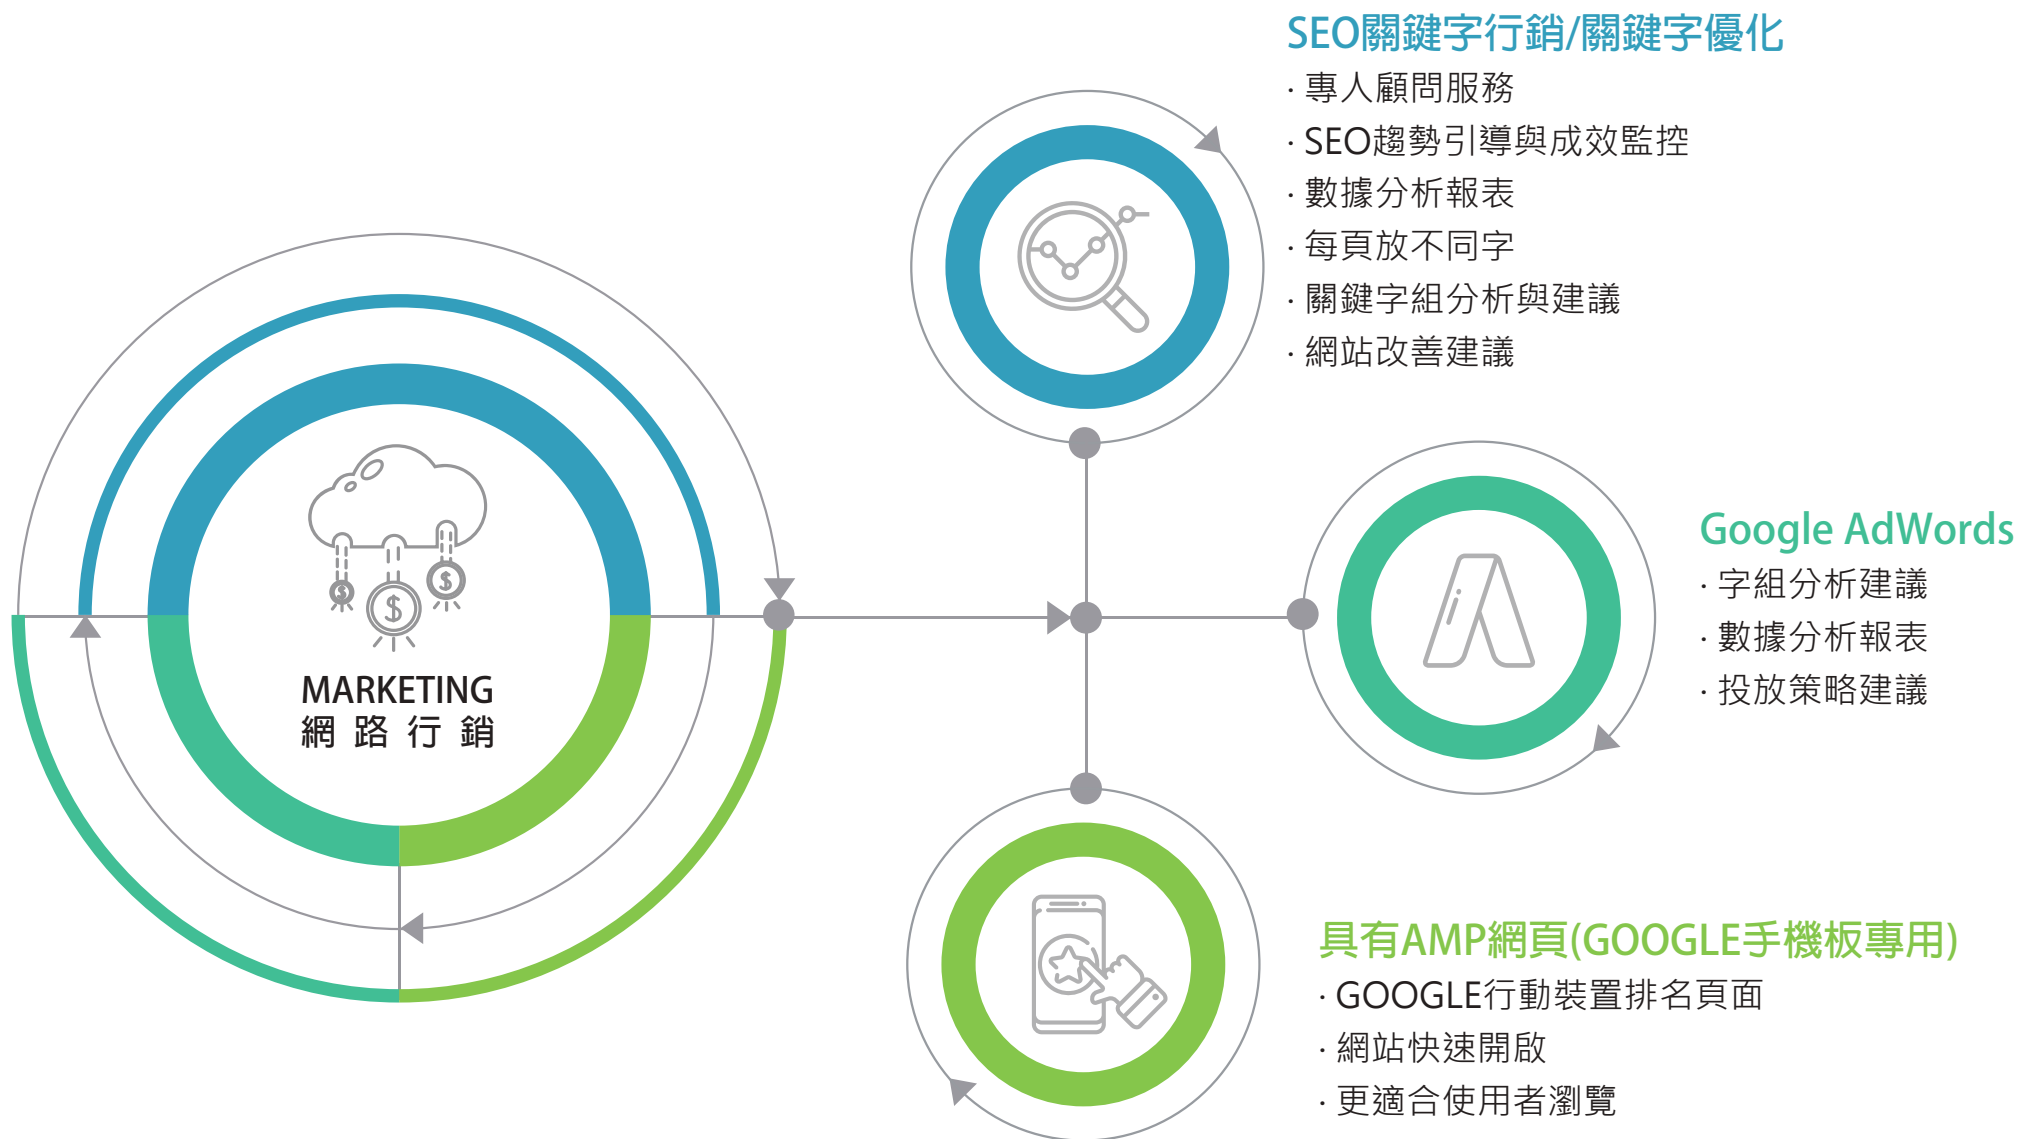 SEO關鍵字行銷/關鍵字優化
· 專人顧問服務
· SEO趨勢引導與成效監控
· 數據分析報表
· 每頁放不同字
· 關鍵字組分析與建議
· 網站改善建議
MARKETING
網路行銷
Google AdWords
· 字組分析建議
· 數據分析報表
· 投放策略建議
具有AMP網頁(GOOGLE手機板專用)
· GOOGLE行動裝置排名頁面
· 網站快速開啟
· 更適合使用者瀏覽